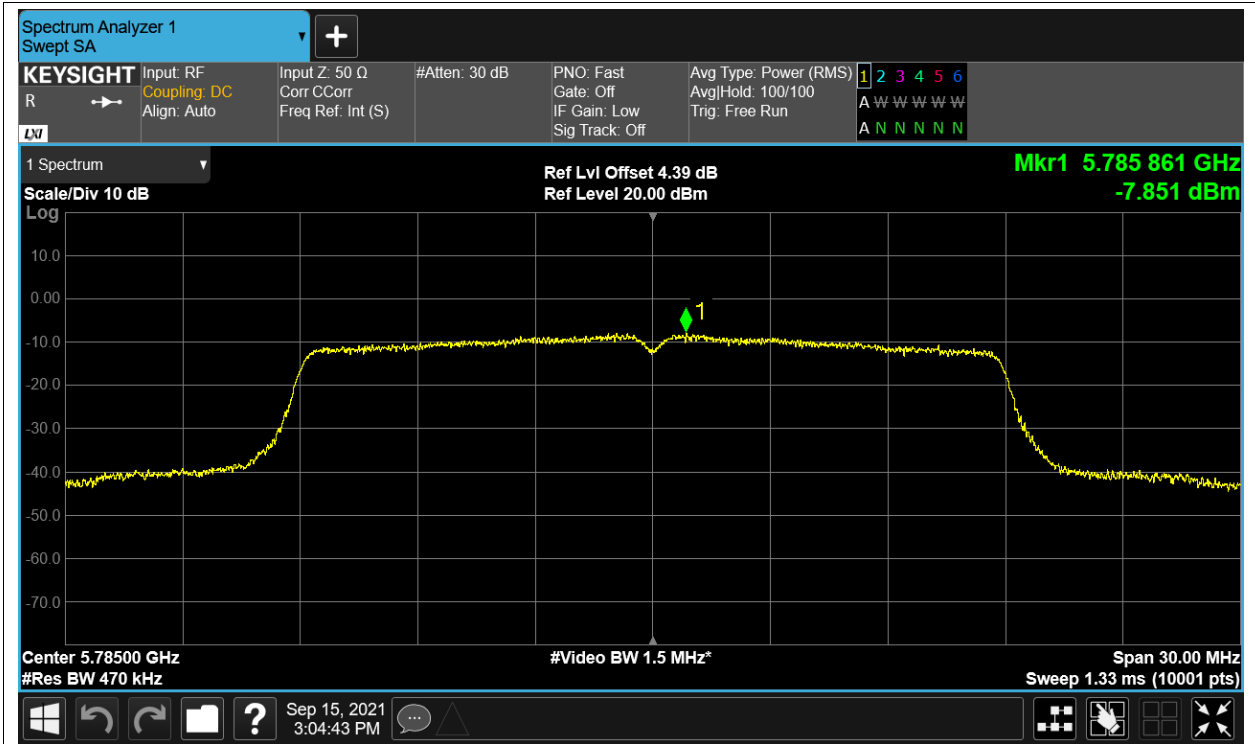 Spectrum Analyzer 1
Swept SA
KEYSIGHT
R
LXI
Input: RF
Coupling: DC
Align: Auto
Input Z: 50 Ω
Corr CCorr
Freq Ref: Int (S)
#Atten: 30 dB
PNO: Fast
Gate: Off
IF Gain: Low
Sig Track: Off
Avg Type: Power (RMS)
Avg|Hold: 100/100
Trig: Free Run
1 2 3 4 5 6
A W W W W W
A N N N N N
1 Spectrum
Scale/Div 10 dB
Ref Lvl Offset 4.39 dB
Ref Level 20.00 dBm
Mkr1 5.785 861 GHz
-7.851 dBm
Log
10.0
0.00
-10.0
-20.0
-30.0
-40.0
-50.0
-60.0
-70.0
1
Center 5.78500 GHz
#Res BW 470 kHz
#Video BW 1.5 MHz*
Span 30.00 MHz
Sweep 1.33 ms (10001 pts)
?
Sep 15, 2021
3:04:43 PM